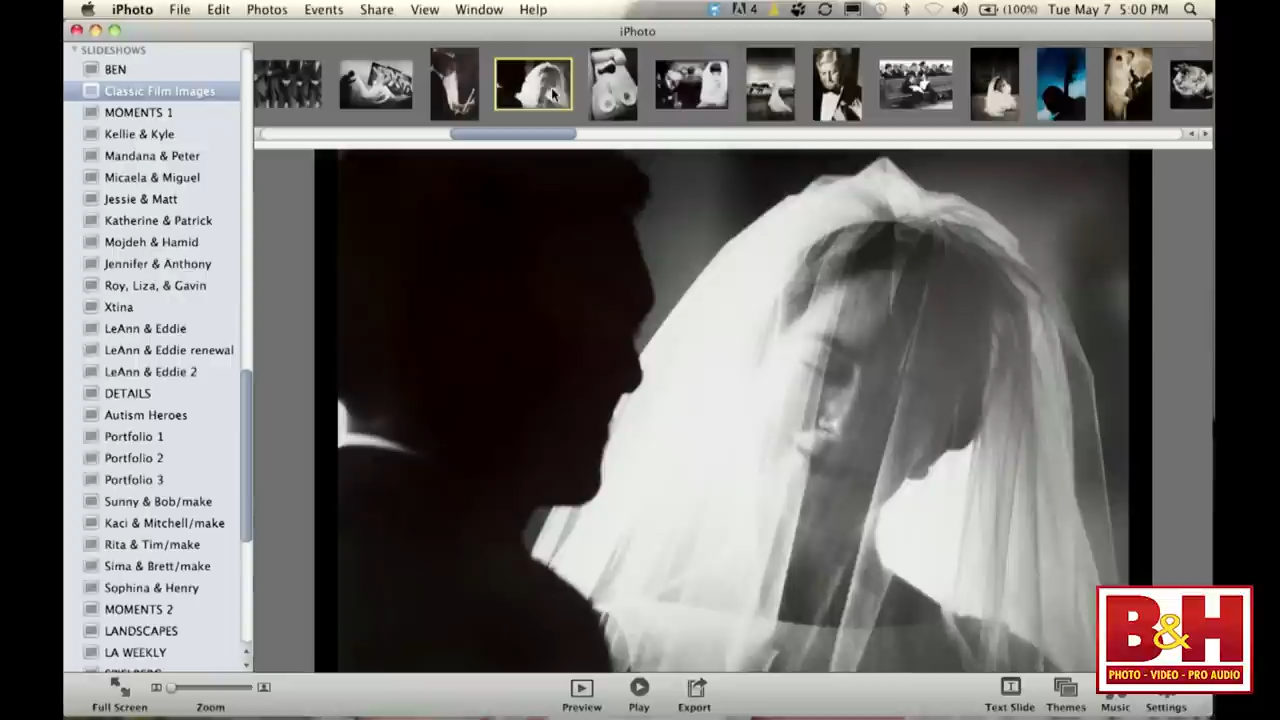 iPhoto File Edit Photos Events Share View Window Help 4 (100%) Tue May 7 5:00 PM
iPhoto
SLIDESHOWS
BEN
Classic Film Images
MOMENTS 1
Kellie & Kyle
Mandana & Peter
Micaela & Miguel
Jessie & Matt
Katherine & Patrick
Mojdeh & Hamid
Jennifer & Anthony
Roy, Liza, & Gavin
Xtina
LeAnn & Eddie
LeAnn & Eddie renewal
LeAnn & Eddie 2
DETAILS
Autism Heroes
Portfolio 1
Portfolio 2
Portfolio 3
Sunny & Bob/make
Kaci & Mitchell/make
Rita & Tim/make
Sima & Brett/make
Sophina & Henry
MOMENTS 2
LANDSCAPES
LA WEEKLY
B&H
PHOTO - VIDEO - PRO AUDIO
Full Screen Zoom Preview Play Export Text Slide Themes Music Settings